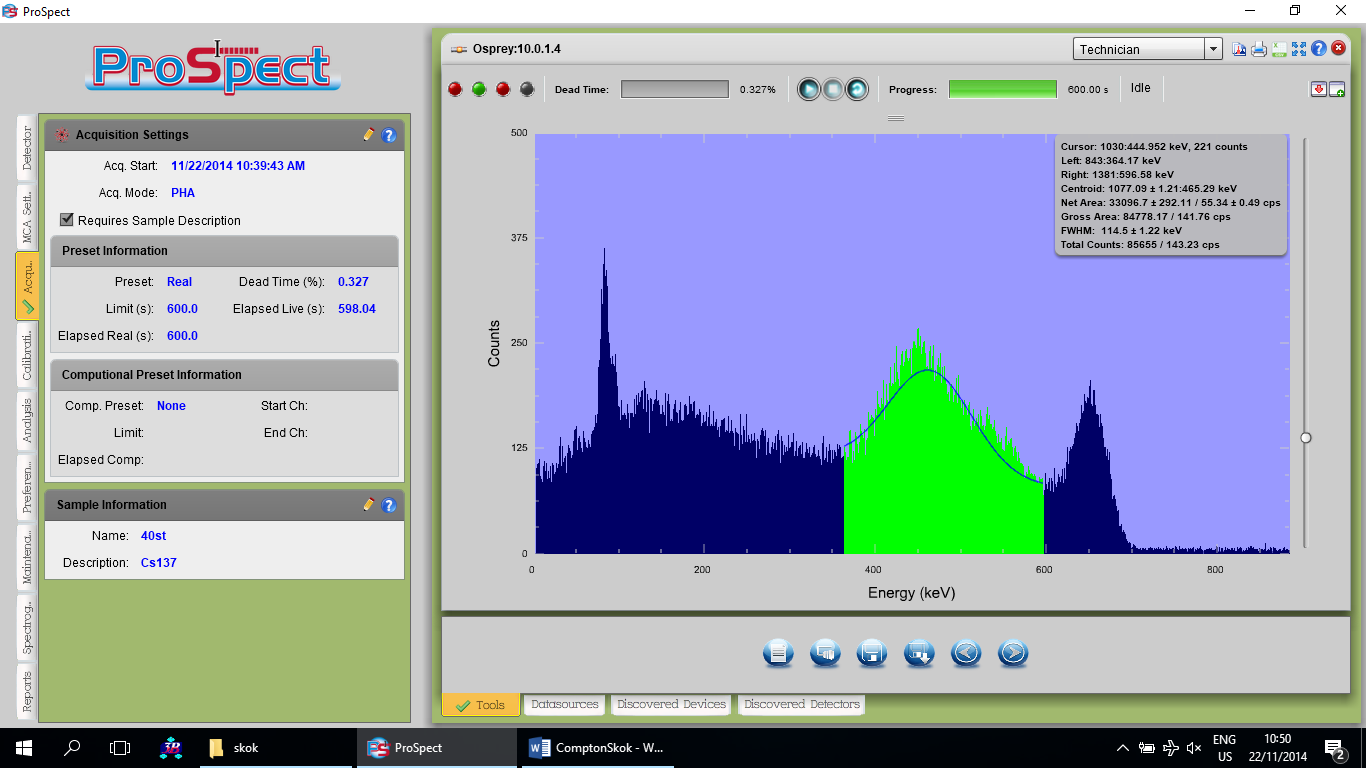 ProSpect
ProSpect
Detector
MCA Sett..
Acqu..
Calibrati..
Analysis
Preferen..
Maintena..
Spectrog..
Reports
Acquisition Settings
Acq. Start: 11/22/2014 10:39:43 AM
Acq. Mode: PHA
Requires Sample Description
Preset Information
Preset: Real Dead Time (%): 0.327
Limit (s): 600.0 Elapsed Live (s): 598.04
Elapsed Real (s): 600.0
Computional Preset Information
Comp. Preset: None Start Ch:
Limit: End Ch:
Elapsed Comp:
Sample Information
Name: 40st
Description: Cs137
Osprey:10.0.1.4
Technician
Dead Time: 0.327% Progress: 600.00 s Idle
Cursor: 1030:444.952 keV, 221 counts
Left: 843:364.17 keV
Right: 1381:596.58 keV
Centroid: 1077.09 ± 1.21:465.29 keV
Net Area: 33096.7 ± 292.11 / 55.34 ± 0.49 cps
Gross Area: 84778.17 / 141.76 cps
FWHM: 114.5 ± 1.22 keV
Total Counts: 85655 / 143.23 cps
500
375
250
125
0
Counts
0 200 400 600 800
Energy (keV)
Tools Datasources Discovered Devices Discovered Detectors
3B
skok
PS ProSpect
W ComptonSkok - W...
ENG
US
10:50
22/11/2014
2